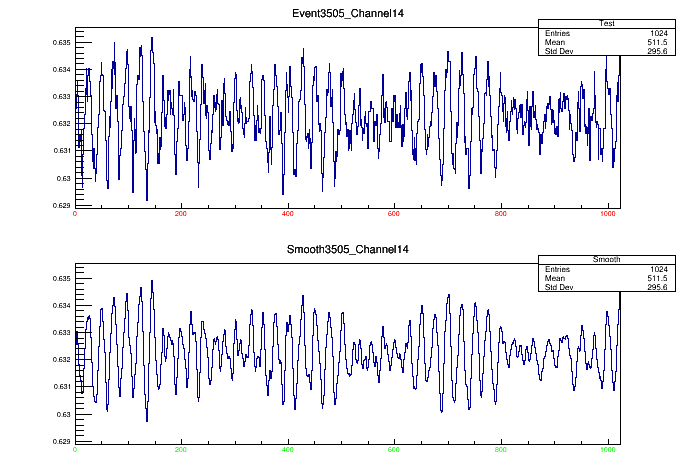 Event3505_Channel14
Test
Entries 1024
Mean 511.5
Std Dev 295.6
0.635
0.634
0.633
0.632
0.631
0.63
0.629
0 200 400 600 800 1000
Smooth3505_Channel14
Smooth
Entries 1024
Mean 511.5
Std Dev 295.6
0.635
0.634
0.633
0.632
0.631
0.63
0.629
0 200 400 600 800 1000